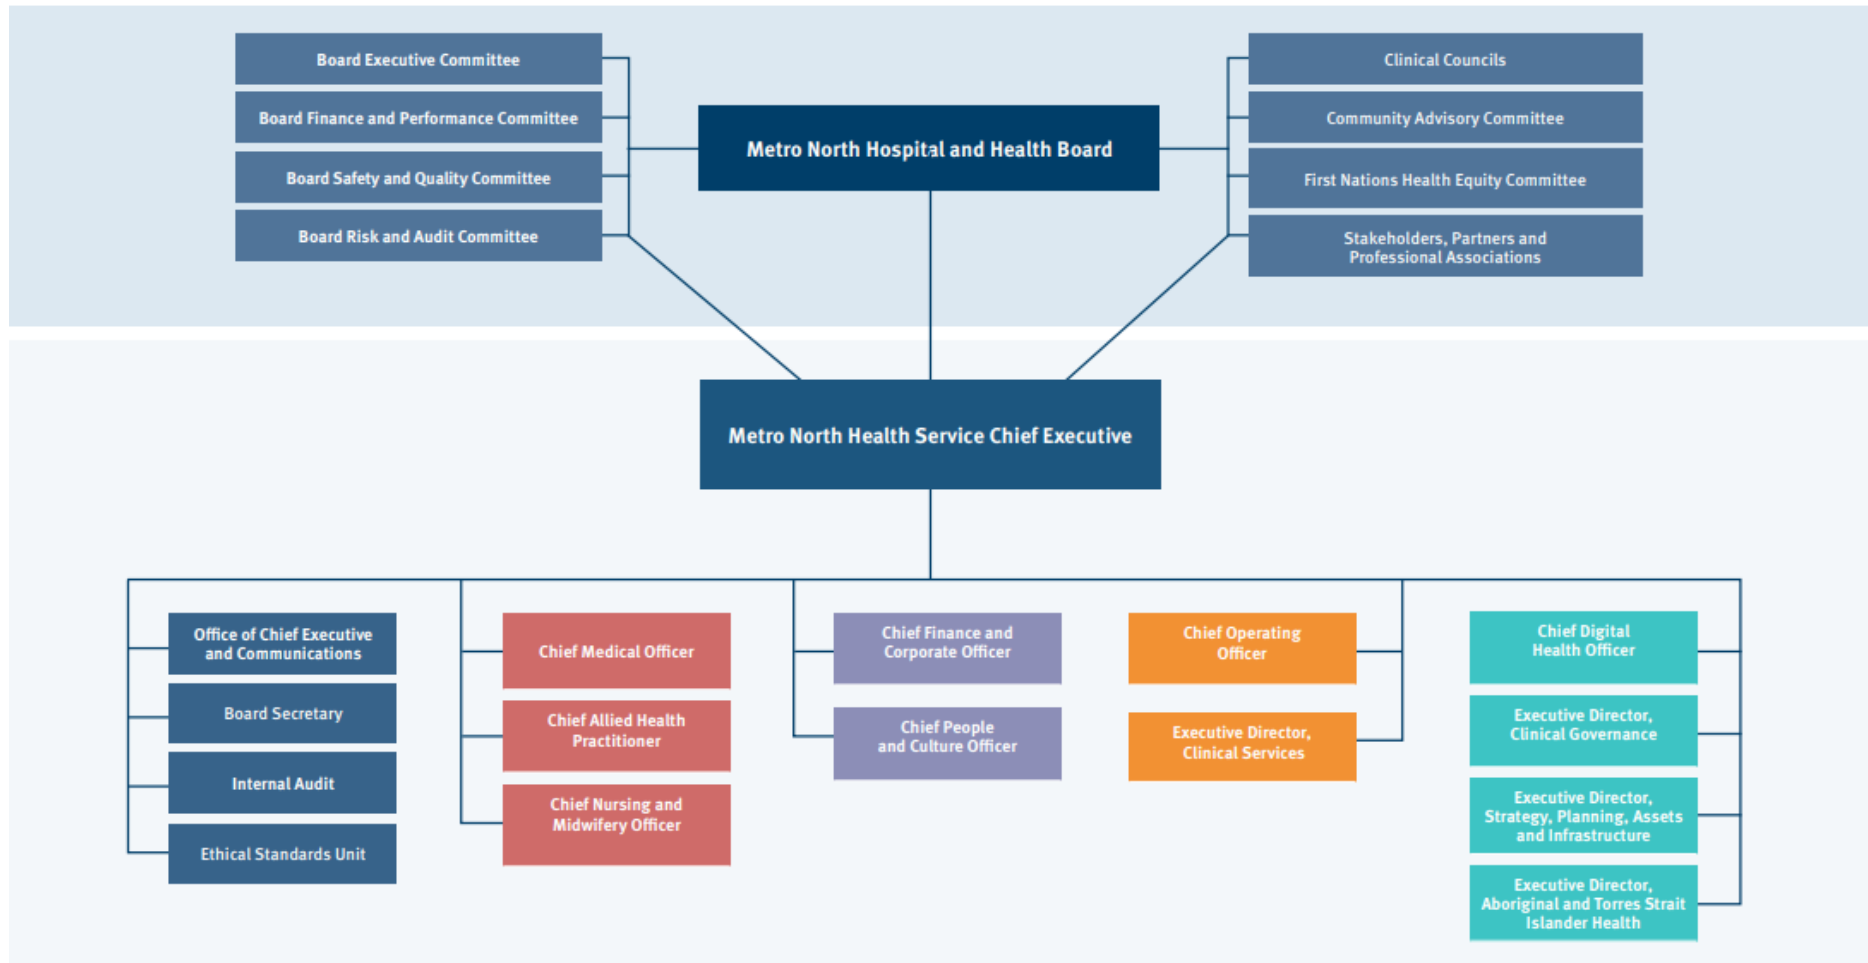 Board Executive Committee
Board Finance and Performance Committee
Board Safety and Quality Committee
Board Risk and Audit Committee
Metro North Hospital and Health Board
Clinical Councils
Community Advisory Committee
First Nations Health Equity Committee
Stakeholders, Partners and
Professional Associations
Metro North Health Service Chief Executive
Office of Chief Executive
and Communications
Board Secretary
Internal Audit
Ethical Standards Unit
Chief Medical Officer
Chief Allied Health
Practitioner
Chief Nursing and
Midwifery Officer
Chief Finance and
Corporate Officer
Chief People
and Culture Officer
Chief Operating
Officer
Executive Director,
Clinical Services
Chief Digital
Health Officer
Executive Director,
Clinical Governance
Executive Director,
Strategy, Planning, Assets
and Infrastructure
Executive Director,
Aboriginal and Torres Strait
Islander Health